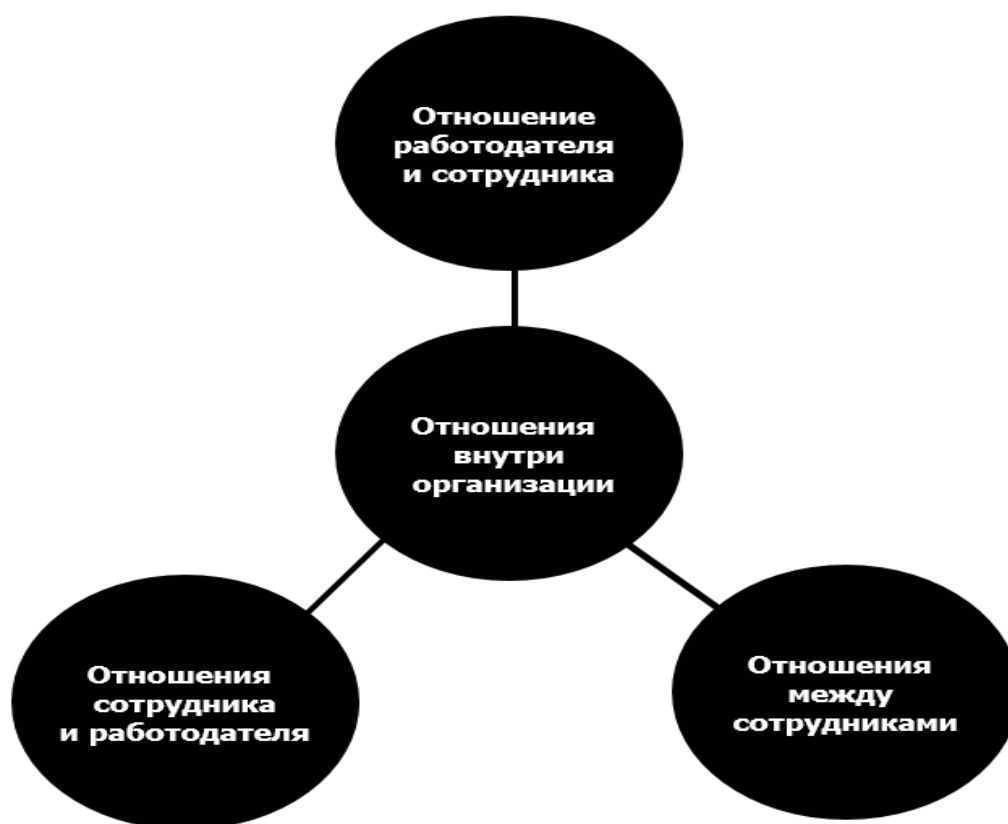 Отношение
работодателя
и сотрудника
Отношения
внутри
организации
Отношения
сотрудника
и работодателя
Отношения
между
сотрудниками